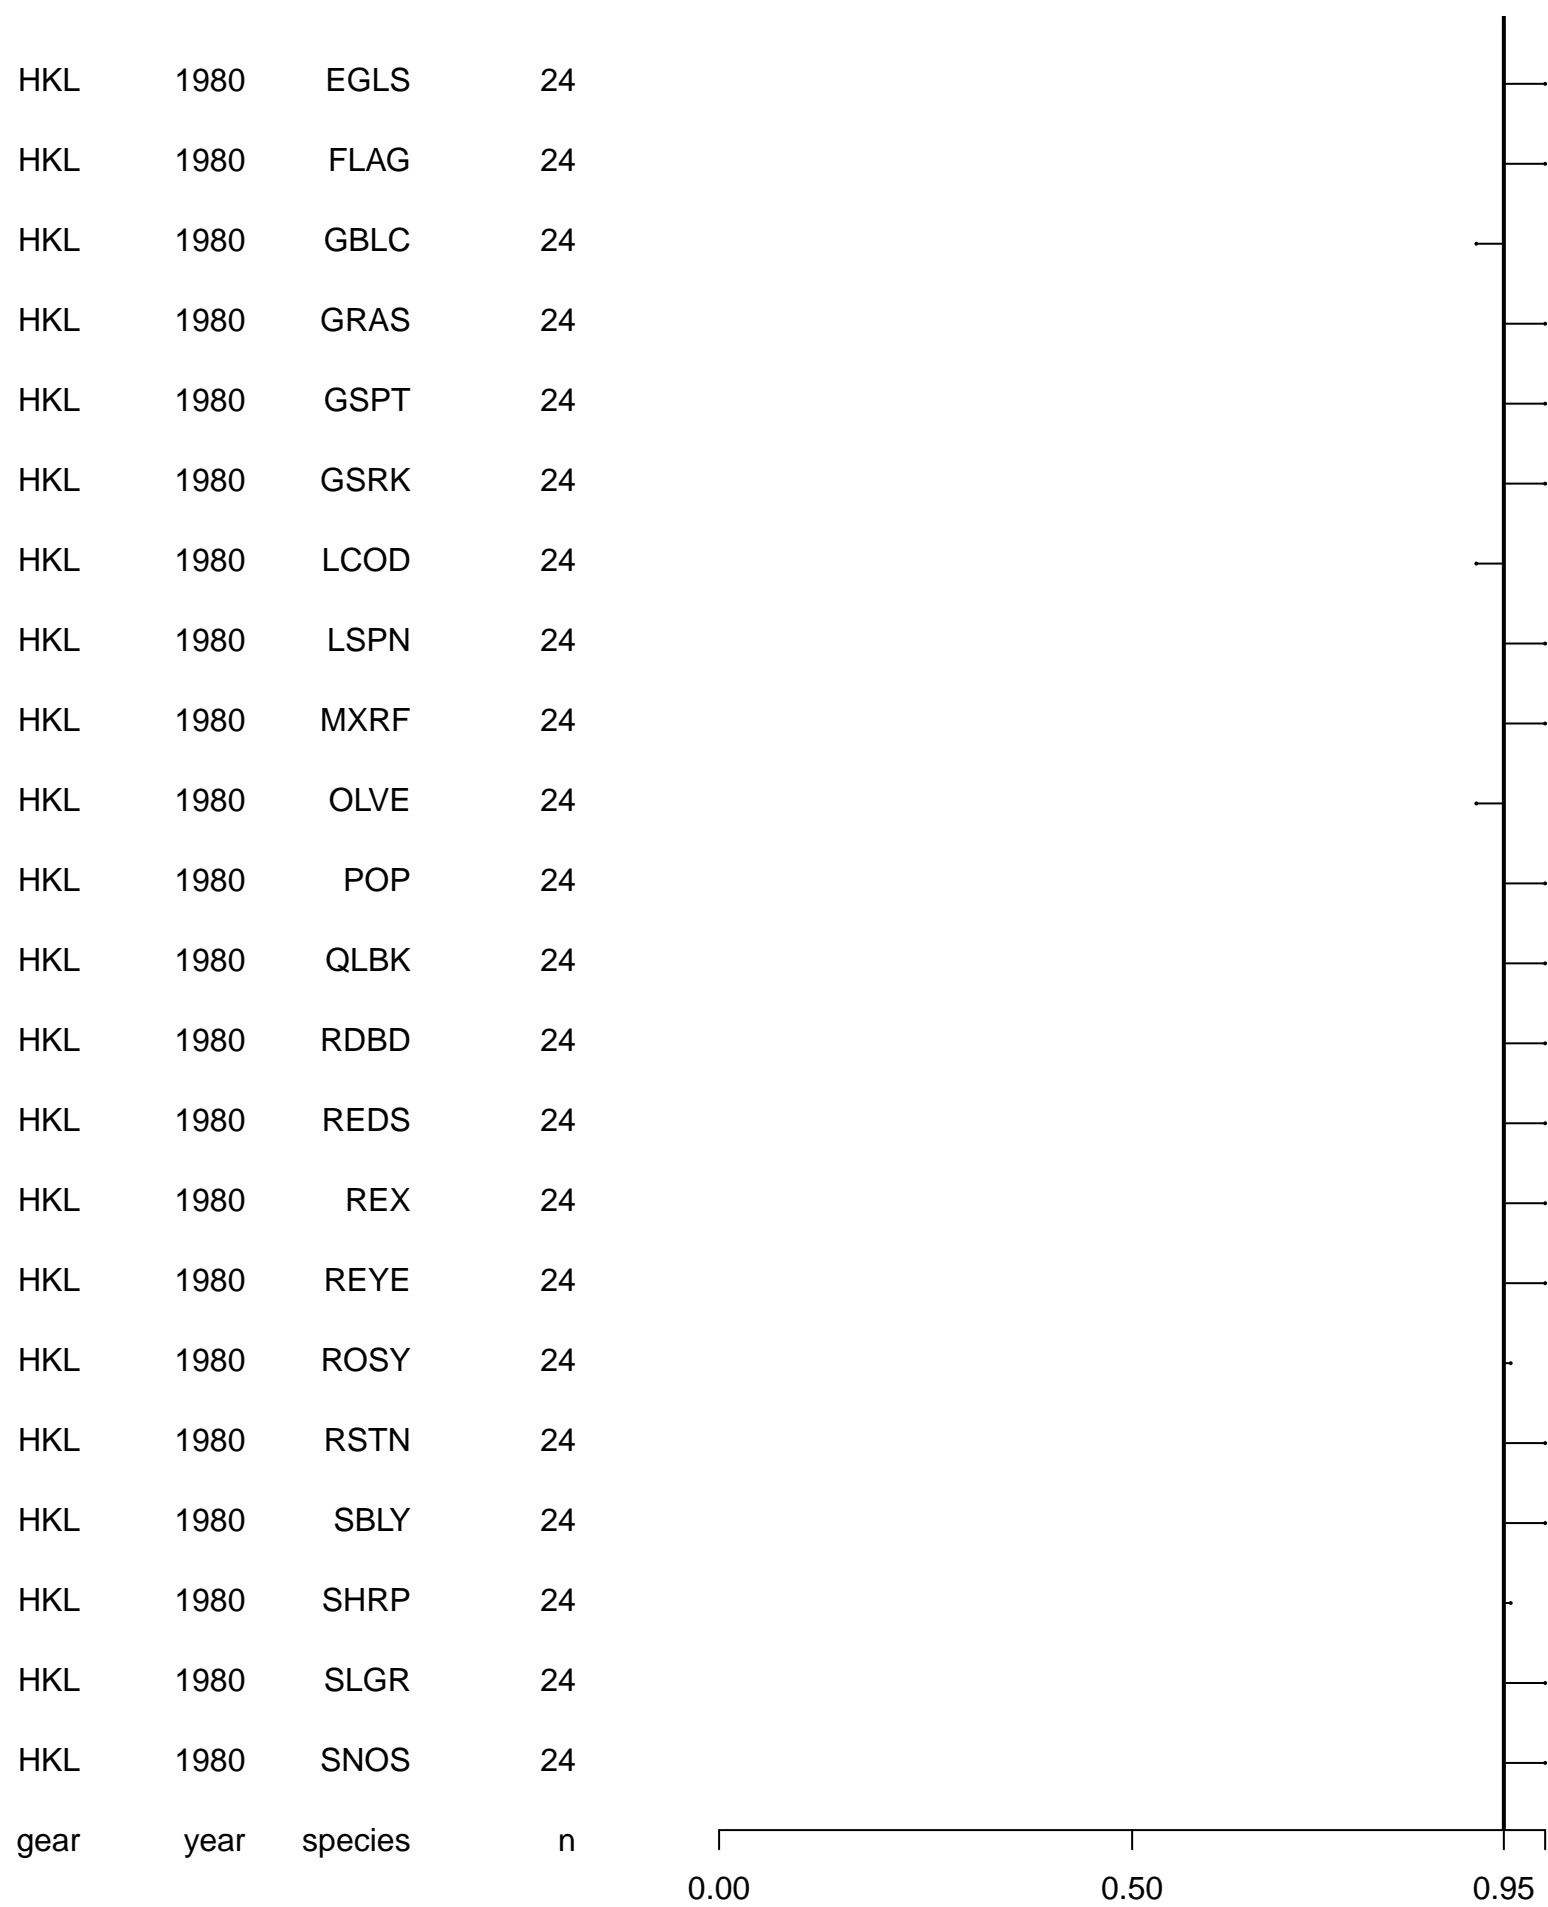 HKL 1980 EGLS 24
HKL 1980 FLAG 24
HKL 1980 GBLC 24
HKL 1980 GRAS 24
HKL 1980 GSPT 24
HKL 1980 GSRK 24
HKL 1980 LCOD 24
HKL 1980 LSPN 24
HKL 1980 MXRF 24
HKL 1980 OLVE 24
HKL 1980 POP 24
HKL 1980 QLBK 24
HKL 1980 RDBD 24
HKL 1980 REDS 24
HKL 1980 REX 24
HKL 1980 REYE 24
HKL 1980 ROSY 24
HKL 1980 RSTN 24
HKL 1980 SBLY 24
HKL 1980 SHRP 24
HKL 1980 SLGR 24
HKL 1980 SNOS 24
gear year species n
0.00 0.50 0.95